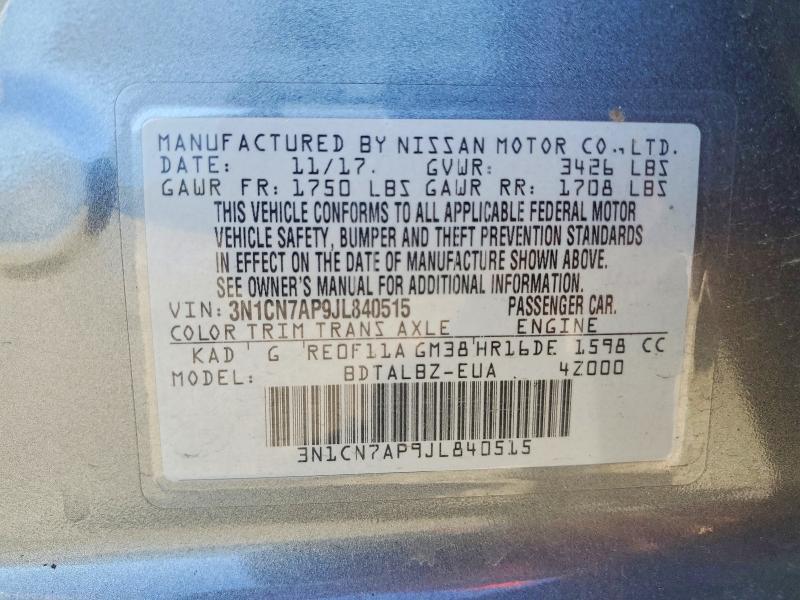 MANUFACTURED BY NISSAN MOTOR CO., LTD.
DATE: 11/17. GVWR: 3426 LBS
GAWR FR: 1750 LBS GAWR RR: 1708 LBS
THIS VEHICLE CONFORMS TO ALL APPLICABLE FEDERAL MOTOR
VEHICLE SAFETY, BUMPER AND THEFT PREVENTION STANDARDS
IN EFFECT ON THE DATE OF MANUFACTURE SHOWN ABOVE.
SEE OWNER'S MANUAL FOR ADDITIONAL INFORMATION.
VIN: 3N1CN7AP9JL840515 PASSENGER CAR.
COLOR TRIM TRANS AXLE ENGINE
KAD G RE0F11A GM38 HR16DE 1598 CC
MODEL: BDTALBZ-EUA 4Z000
3N1CN7AP9JL840515